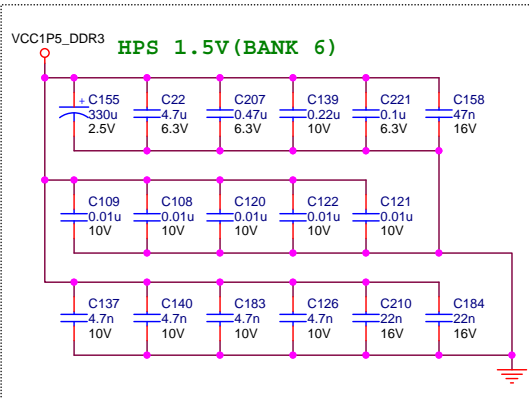 VCC1P5_DDR3
HPS 1.5V(BANK 6)
+ C155
330u
2.5V
C22
4.7u
6.3V
C207
0.47u
6.3V
C139
0.22u
10V
C221
0.1u
6.3V
C158
47n
16V
C109
0.01u
10V
C108
0.01u
10V
C120
0.01u
10V
C122
0.01u
10V
C121
0.01u
10V
C137
4.7n
10V
C140
4.7n
10V
C183
4.7n
10V
C126
4.7n
10V
C210
22n
16V
C184
22n
16V